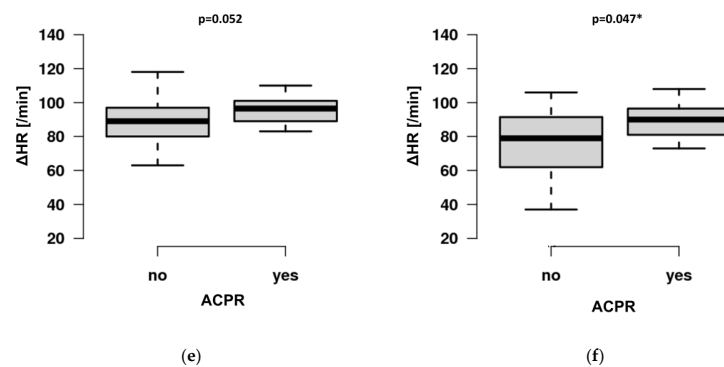 p=0.052
140
120
100
80
60
40
20
ΔHR [/min]
no yes
ACPR
(e)
p=0.047*
140
120
100
80
60
40
20
ΔHR [/min]
no yes
ACPR
(f)